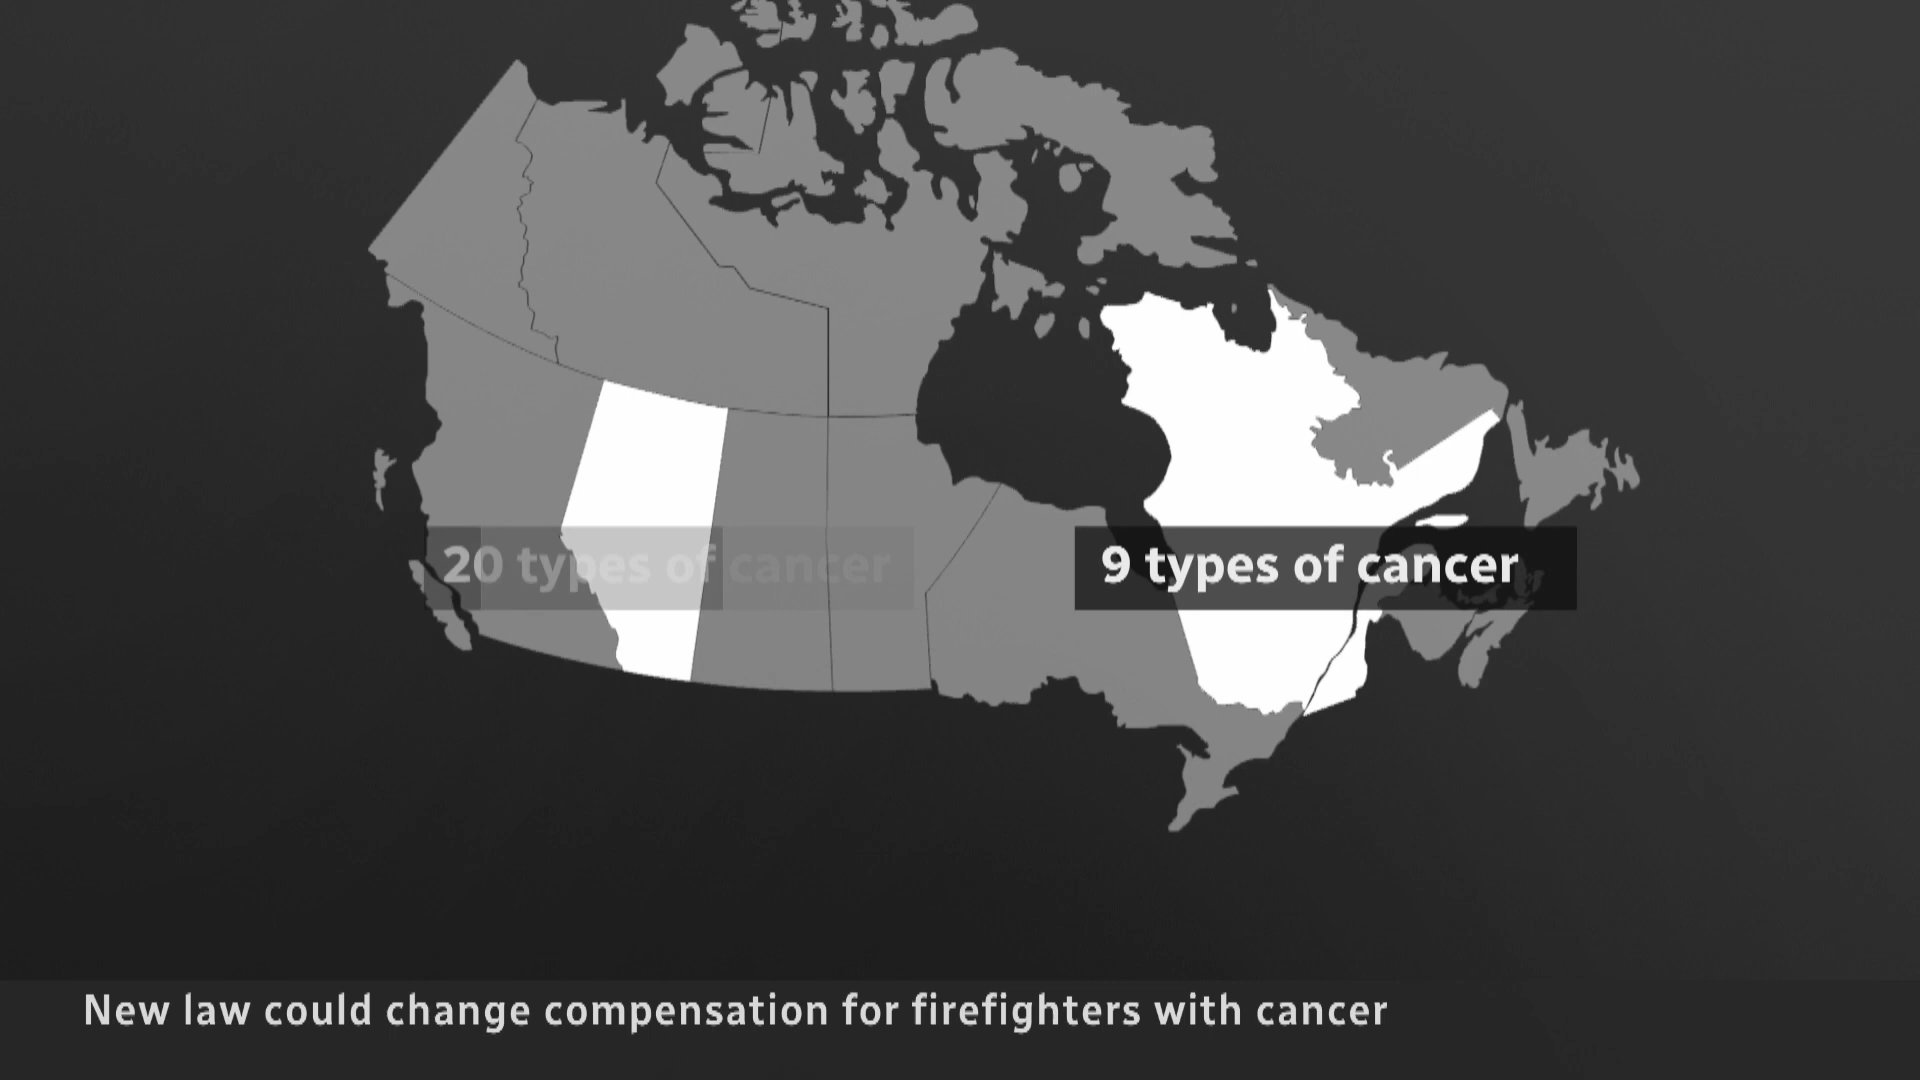 20 types of cancer
9 types of cancer
New law could change compensation for firefighters with cancer